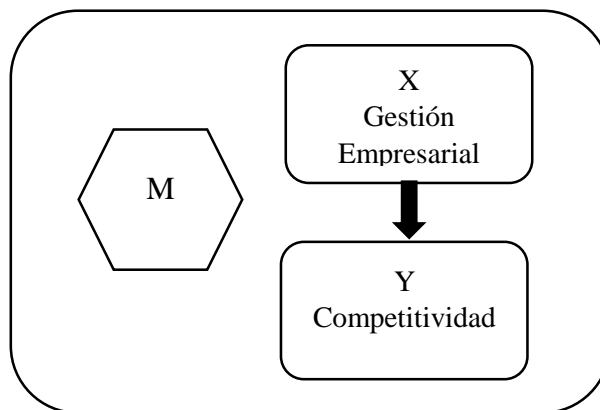 M
X
Gestión
Empresarial
Y
Competitividad